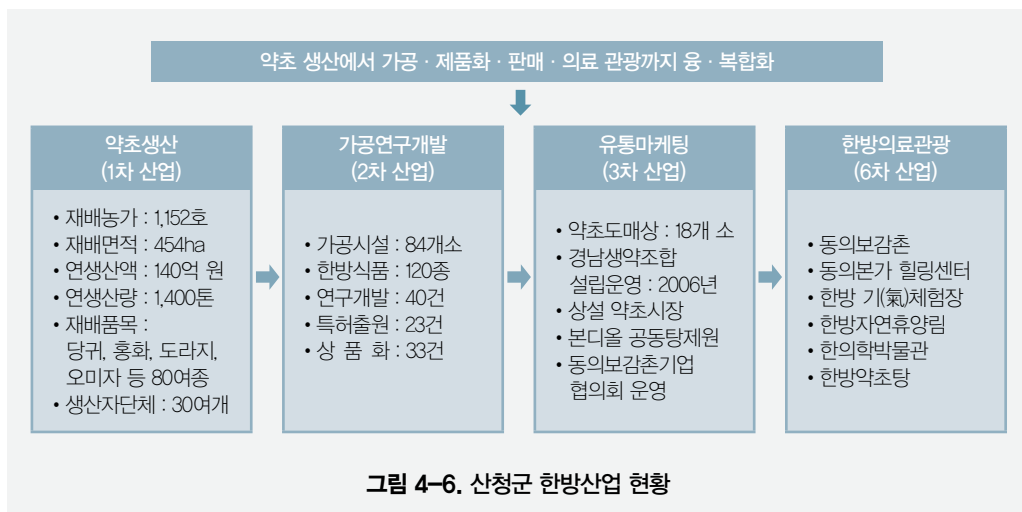 약초 생산에서 가공 · 제품화 · 판매 · 의료 관광까지 융 · 복합화
약초생산
(1차 산업)
• 재배농가 : 1,152호
• 재배면적 : 454ha
• 연생산액 : 140억 원
• 연생산량 : 1,400톤
• 재배품목 :
당귀, 홍화, 도라지,
오미자 등 80여종
• 생산자단체 : 30여개
가공연구개발
(2차 산업)
• 가공시설 : 84개소
• 한방식품 : 120종
• 연구개발 : 40건
• 특허출원 : 23건
• 상 품 화 : 33건
유통마케팅
(3차 산업)
• 약초도매상 : 18개 소
• 경남생약조합
설립운영 : 2006년
• 상설 약초시장
• 본디올 공동탕제원
• 동의보감촌기업
협의회 운영
한방의료관광
(6차 산업)
• 동의보감촌
• 동의본가 힐링센터
• 한방 기(氣)체험장
• 한방자연휴양림
• 한의학박물관
• 한방약초탕
그림 4-6. 산청군 한방산업 현황